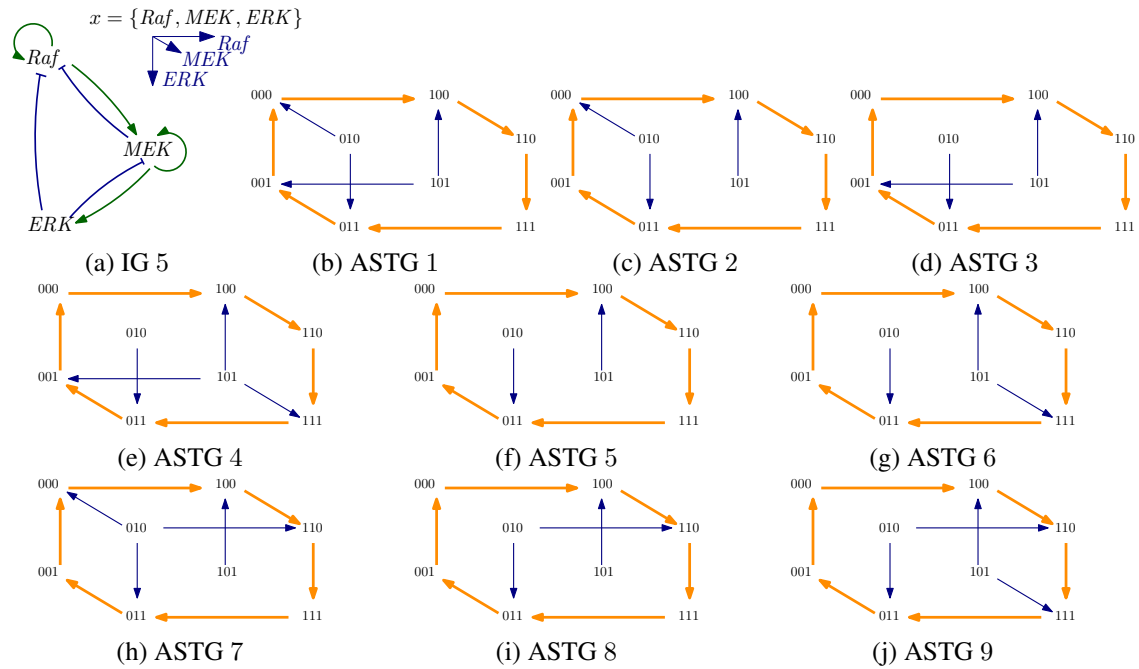 x = {Raf, MEK, ERK}
Raf
Raf
MEK
ERK
MEK
ERK
(a) IG 5
000 100
010 110
001 101
011 111
(b) ASTG 1
000 100
010 110
001 101
011 111
(c) ASTG 2
000 100
010 110
001 101
011 111
(d) ASTG 3
000 100
010 110
001 101
011 111
(e) ASTG 4
000 100
010 110
001 101
011 111
(f) ASTG 5
000 100
010 110
001 101
011 111
(g) ASTG 6
000 100
010 110
001 101
011 111
(h) ASTG 7
000 100
010 110
001 101
011 111
(i) ASTG 8
000 100
010 110
001 101
011 111
(j) ASTG 9